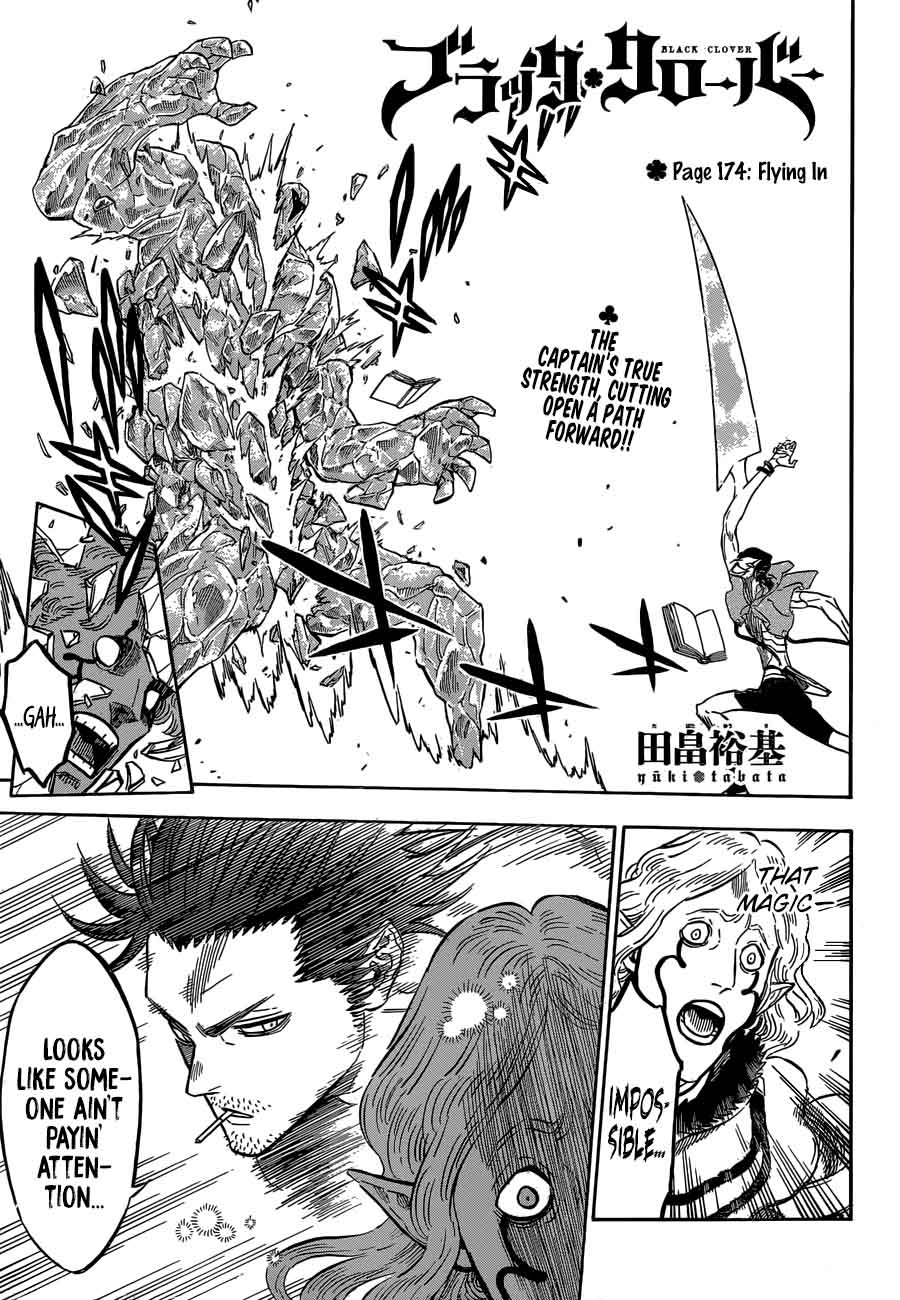 BLACK CLOVER
ブラッククローバー
Page 174: Flying In
THE
CAPTAIN'S TRUE
STRENGTH, CUTTING
OPEN A PATH
FORWARD!!
...GAH...
田畠裕基
yūki tabata
THAT
MAGIC—
IMPOS-
SIBLE...
LOOKS
LIKE SOME-
ONE AIN'T
PAYIN'
ATTEN-
TION...